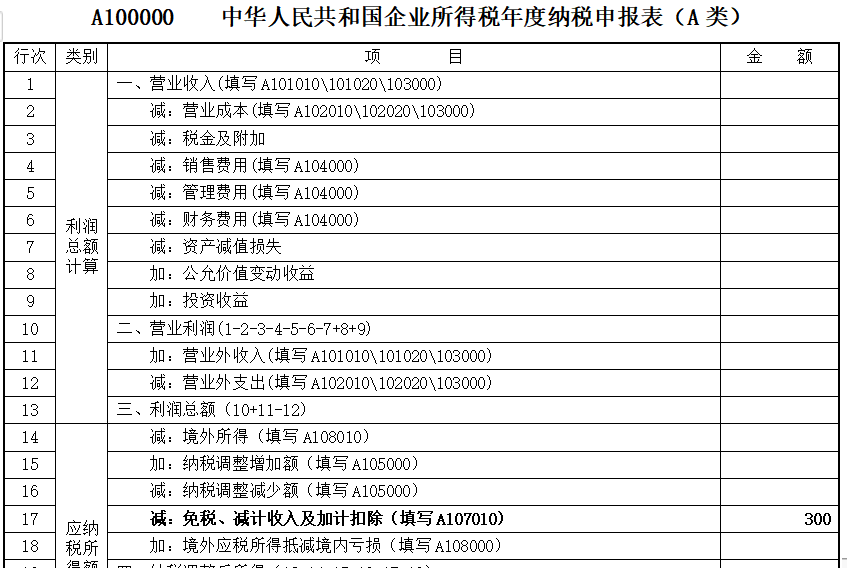 A100000 中华人民共和国企业所得税年度纳税申报表（A 类）
行次 类别 项 目 金 额
1 一、营业收入(填写 A101010\101020\103000)
2 减：营业成本(填写 A102010\102020\103000)
3 减：税金及附加
4 减：销售费用(填写 A104000)
5 减：管理费用(填写 A104000)
6 减：财务费用(填写 A104000)
利润
总额
计算
7 减：资产减值损失
8 加：公允价值变动收益
9 加：投资收益
10 二、营业利润(1-2-3-4-5-6-7+8+9)
11 加：营业外收入(填写 A101010\101020\103000)
12 减：营业外支出(填写 A102010\102020\103000)
13 三、利润总额（10+11-12）
14 减：境外所得（填写 A108010）
15 加：纳税调整增加额（填写 A105000）
16 减：纳税调整减少额（填写 A105000）
17 减：免税、减计收入及加计扣除（填写 A107010） 300
应纳
税所
18 加：境外应税所得抵减境内亏损（填写 A108000）